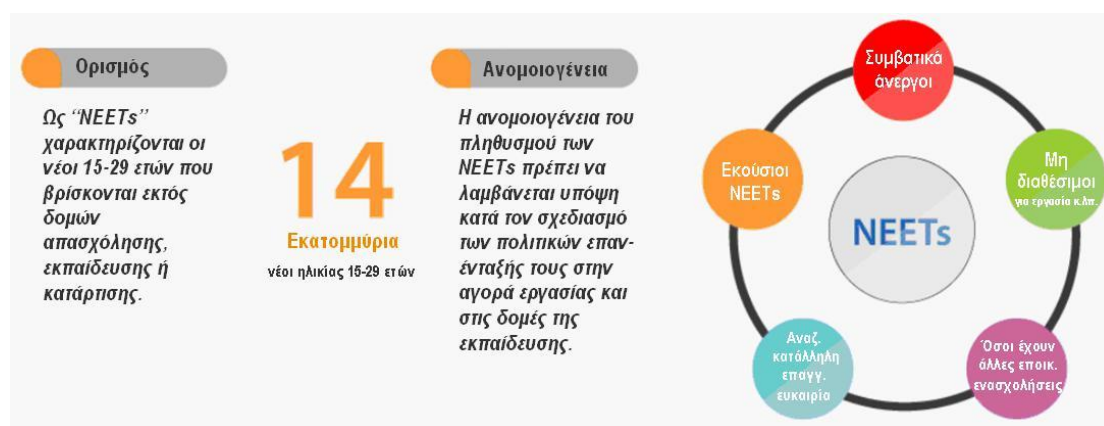 Ορισμός
Ως “NEETs”
χαρακτηρίζονται οι
νέοι 15-29 ετών που
βρίσκονται εκτός
δομών
απασχόλησης,
εκπαίδευσης ή
κατάρτισης.
14
Εκατομμύρια
νέοι ηλικίας 15-29 ετών
Ανομοιογένεια
Η ανομοιογένεια του
πληθυσμού των
NEETs πρέπει να
λαμβάνεται υπόψη
κατά τον σχεδιασμό
των πολιτικών επαν-
ένταξής τους στην
αγορά εργασίας και
στις δομές της
εκπαίδευσης.
Συμβατικά
άνεργοι
Εκούσιοι
NEETs
Μη
διαθέσιμοι
για εργασία κ.λπ.
NEETs
Αναζ.
κατάλληλη
επαγγ.
ευκαιρία
Όσοι έχουν
άλλες εποικ.
ενασχολήσεις